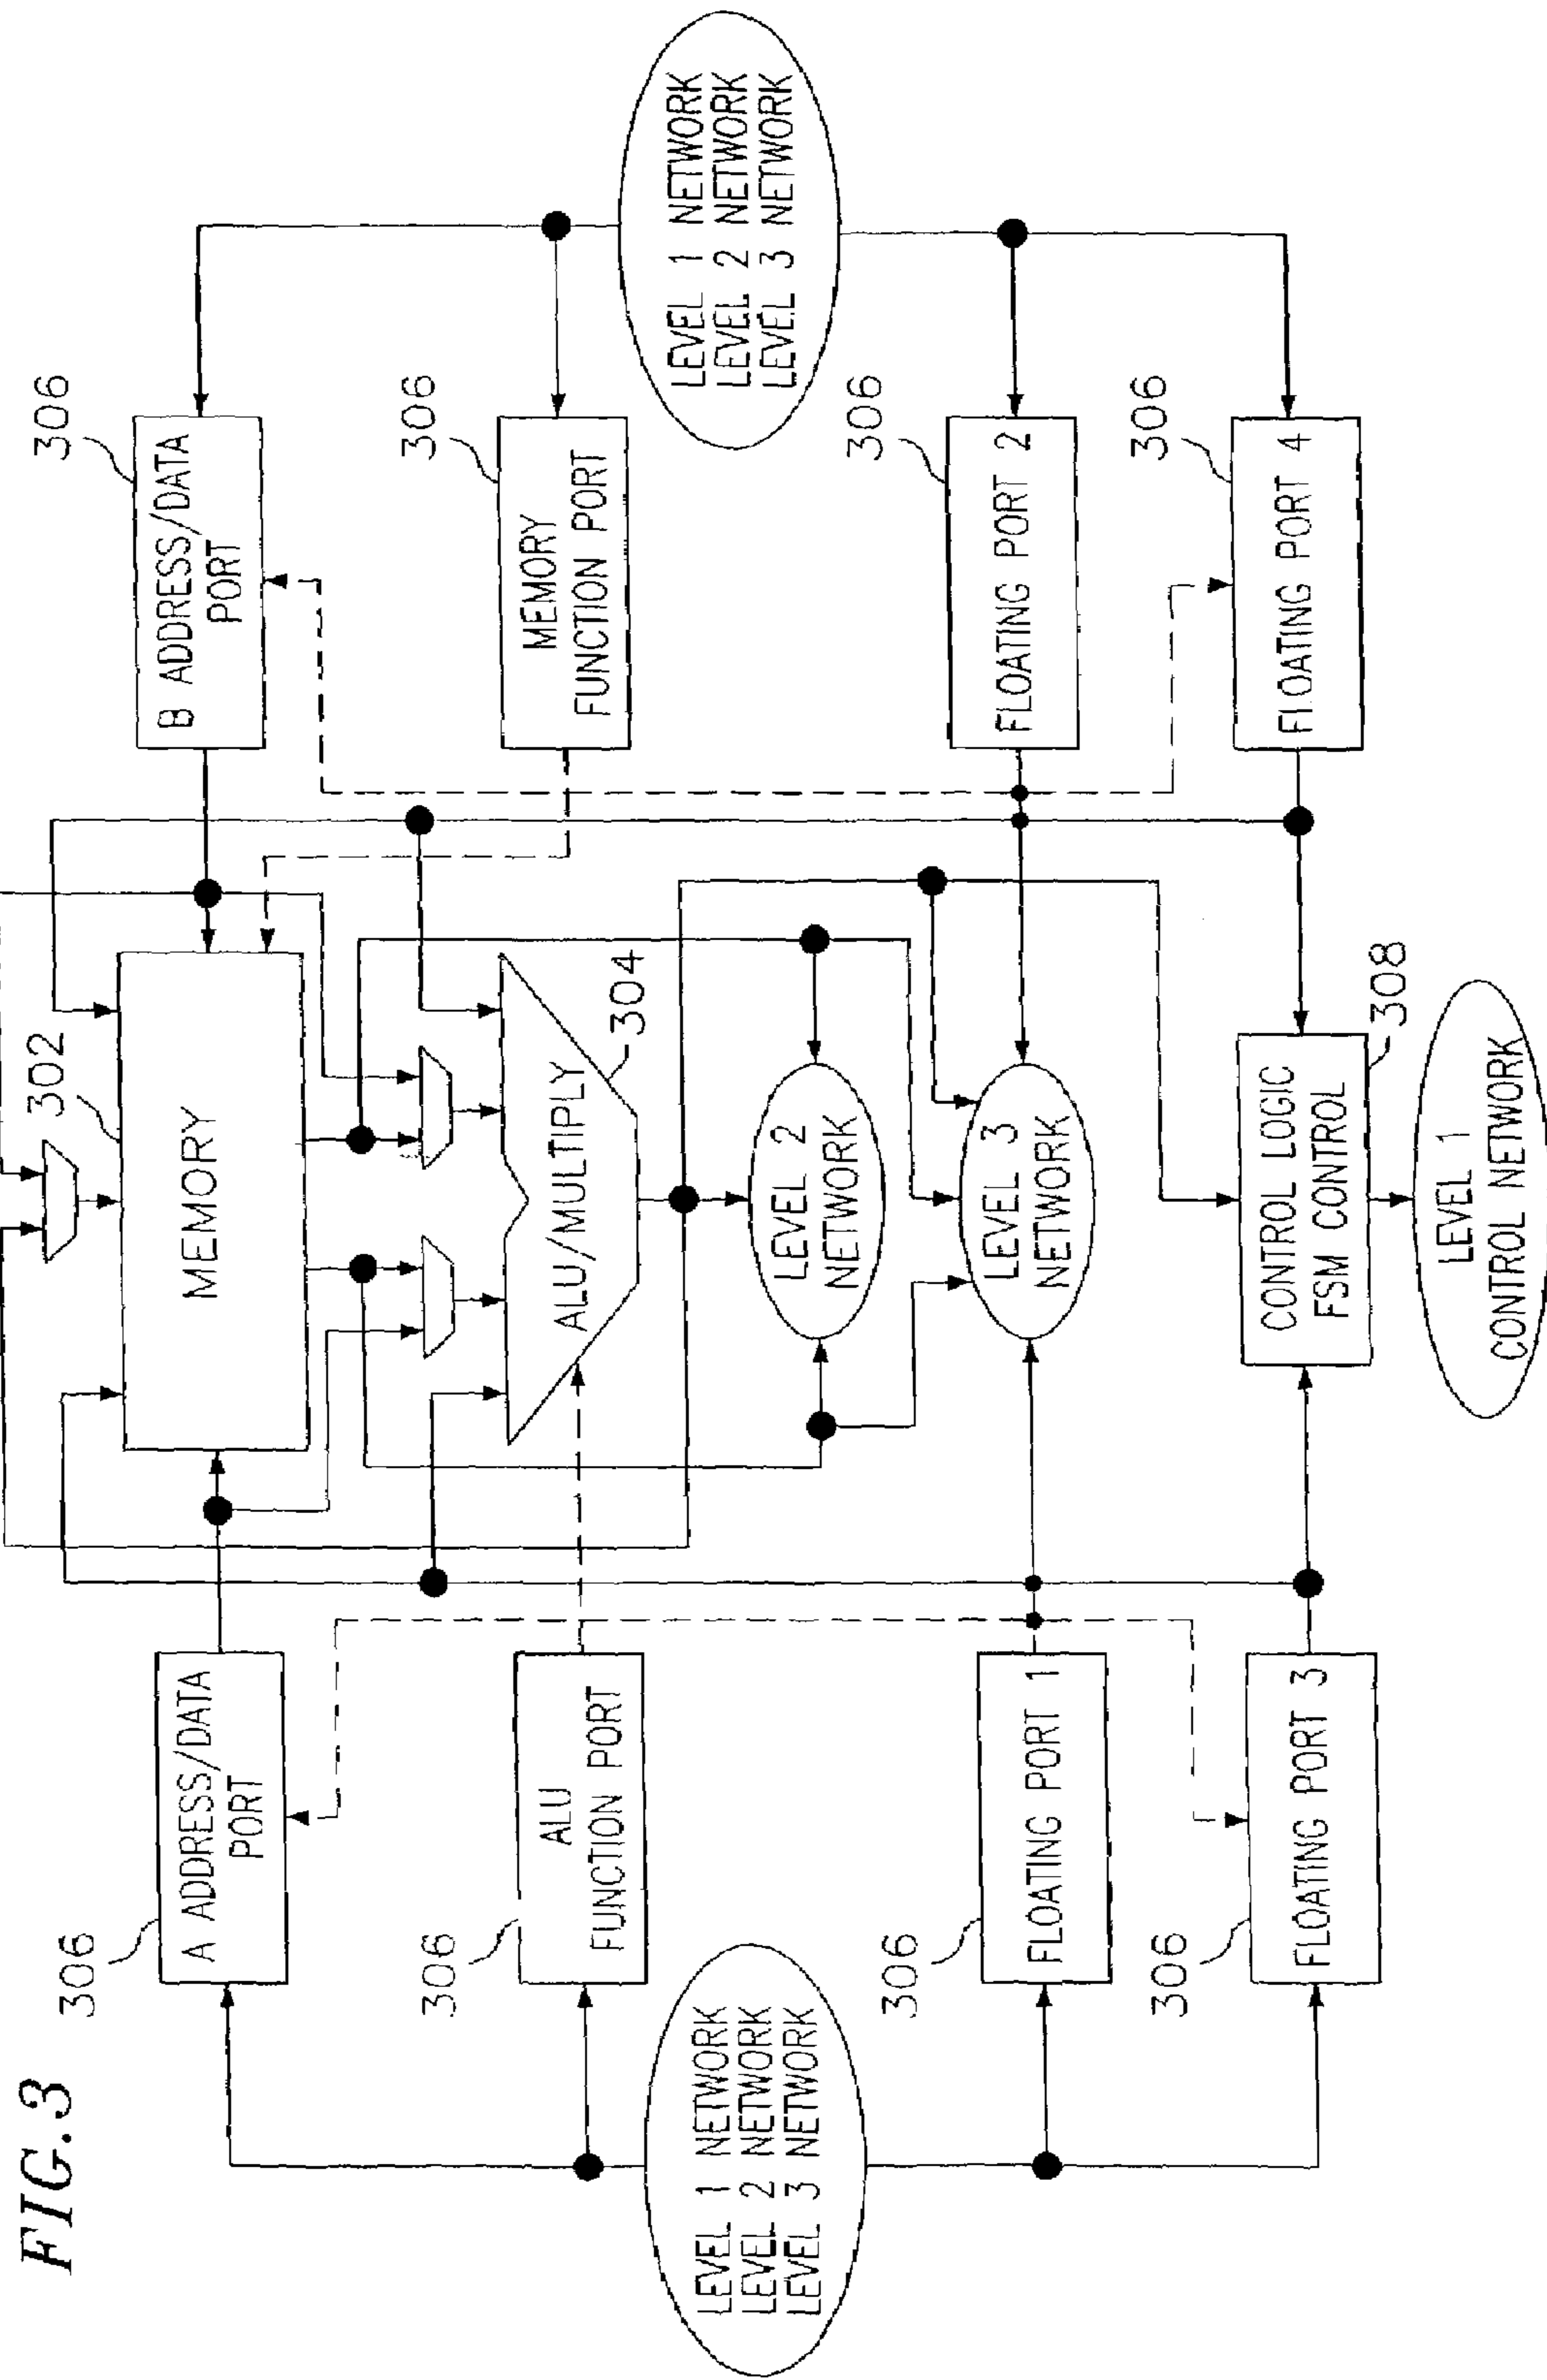 FIG.3
306
A ADDRESS/DATA
PORT
302
MEMORY
306
B ADDRESS/DATA
PORT
306
ALU
FUNCTION PORT
ALU/MULTIPLY
304
306
MEMORY
FUNCTION PORT
LEVEL 1 NETWORK
LEVEL 2 NETWORK
LEVEL 3 NETWORK
LEVEL 2
NETWORK
LEVEL 1 NETWORK
LEVEL 2 NETWORK
LEVEL 3 NETWORK
306
FLOATING PORT 1
LEVEL 3
NETWORK
306
FLOATING PORT 2
306
FLOATING PORT 3
CONTROL LOGIC
FSM CONTROL
308
306
FLOATING PORT 4
LEVEL 1
CONTROL NETWORK